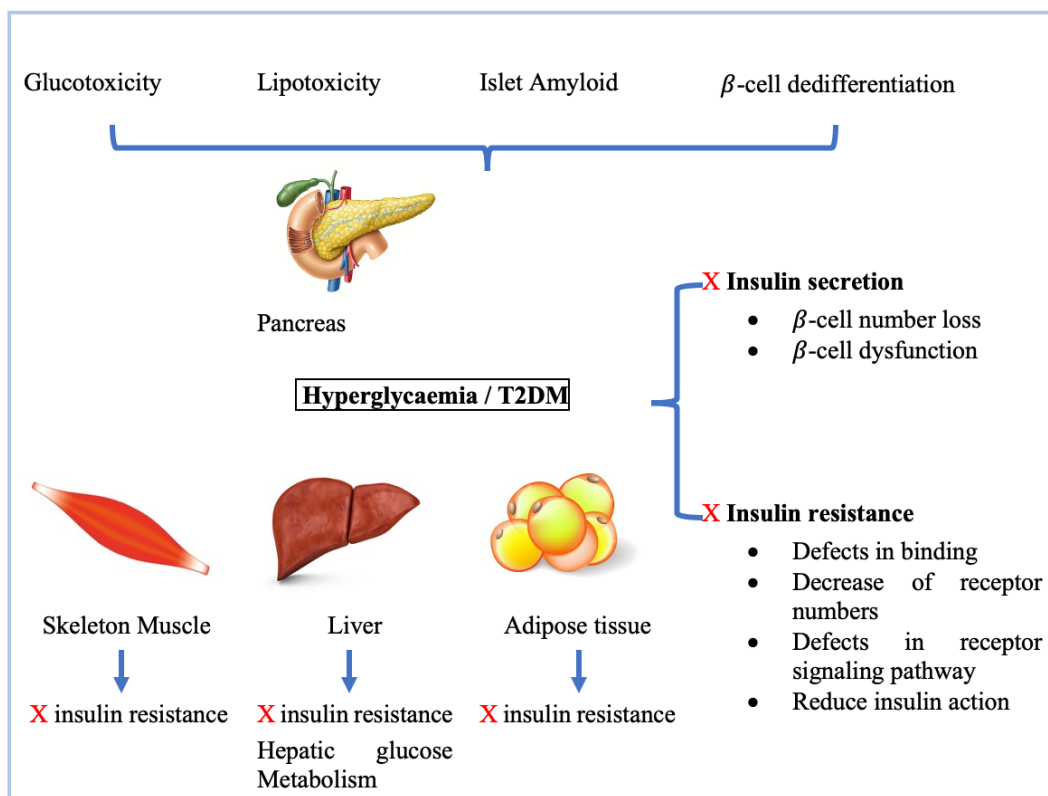 Glucotoxicity
Lipotoxicity
Islet Amyloid
β-cell dedifferentiation
Pancreas
X Insulin secretion
• β-cell number loss
• β-cell dysfunction
Hyperglycaemia / T2DM
X Insulin resistance
• Defects in binding
• Decrease of receptor
numbers
• Defects in receptor
signaling pathway
• Reduce insulin action
Skeleton Muscle
Liver
Adipose tissue
X insulin resistance
X insulin resistance
Hepatic glucose
Metabolism
X insulin resistance